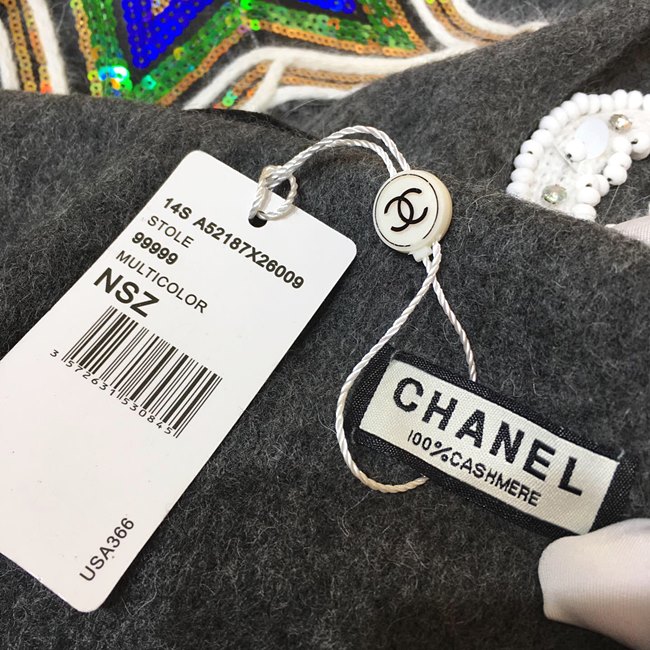 14S A52187X26009
STOLE
99999
MULTICOLOR
NSZ
3 572631 530845
USA366
CHANEL
100%CASHMERE